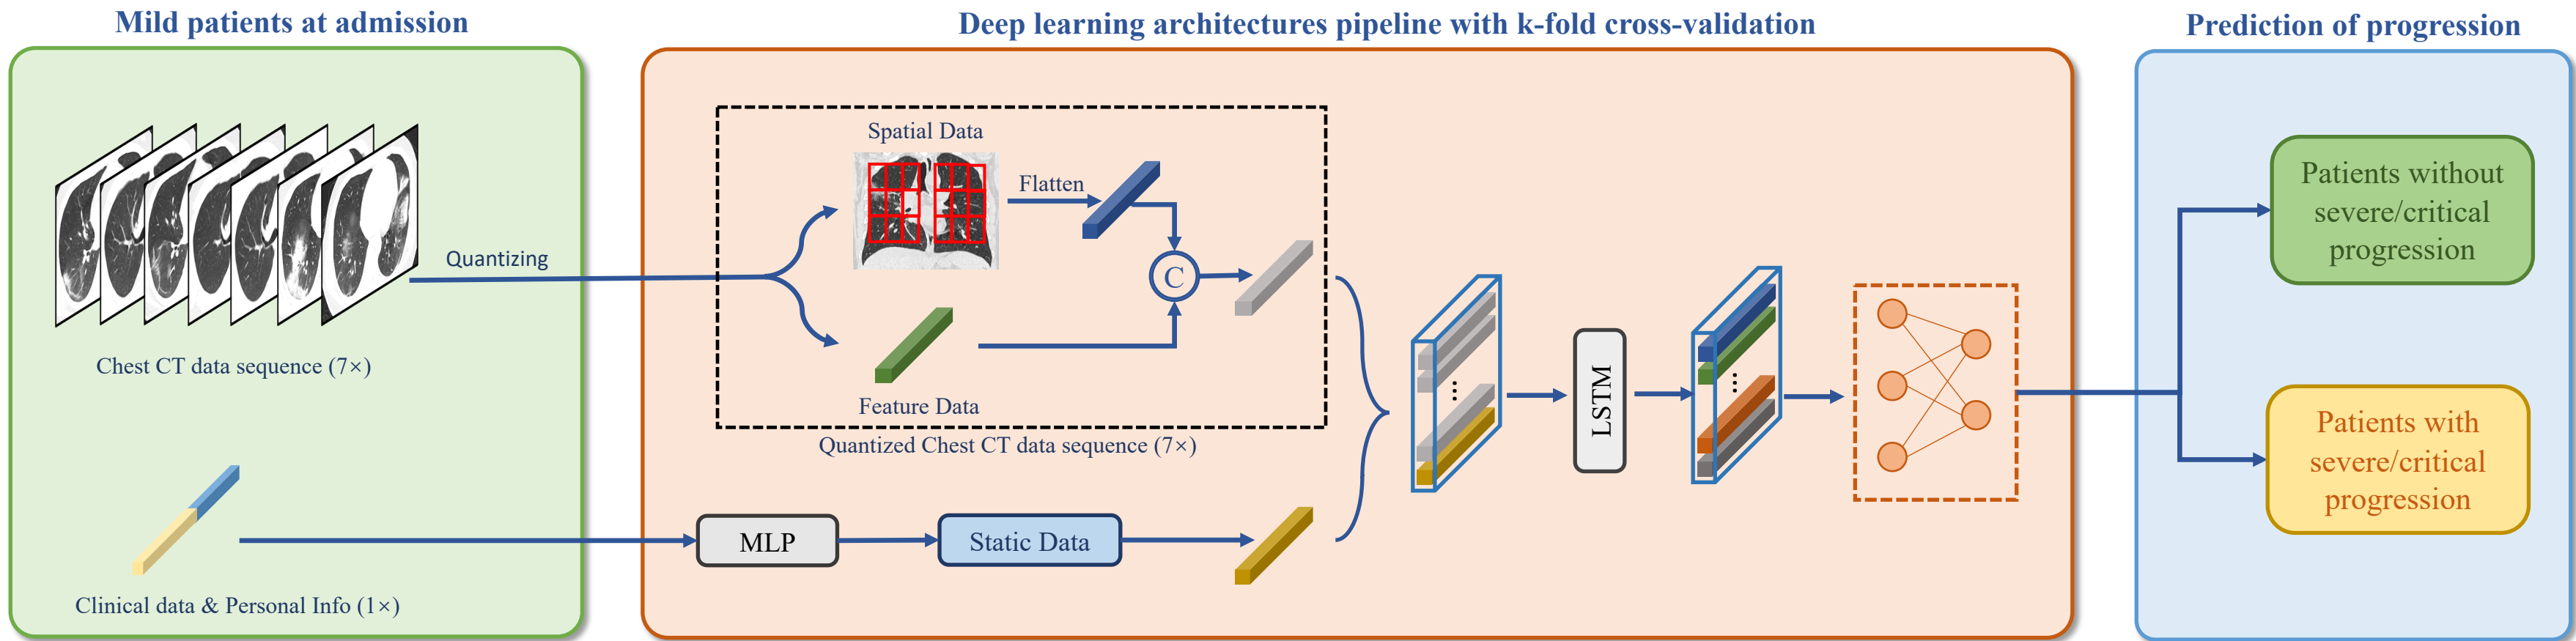 Mild patients at admission
Deep learning architectures pipeline with k-fold cross-validation
Prediction of progression
Chest CT data sequence (7×)
Clinical data & Personal Info (1×)
Quantizing
Spatial Data
Flatten
C
Feature Data
Quantized Chest CT data sequence (7×)
MLP
Static Data
...
LSTM
...
Patients without
severe/critical
progression
Patients with
severe/critical
progression